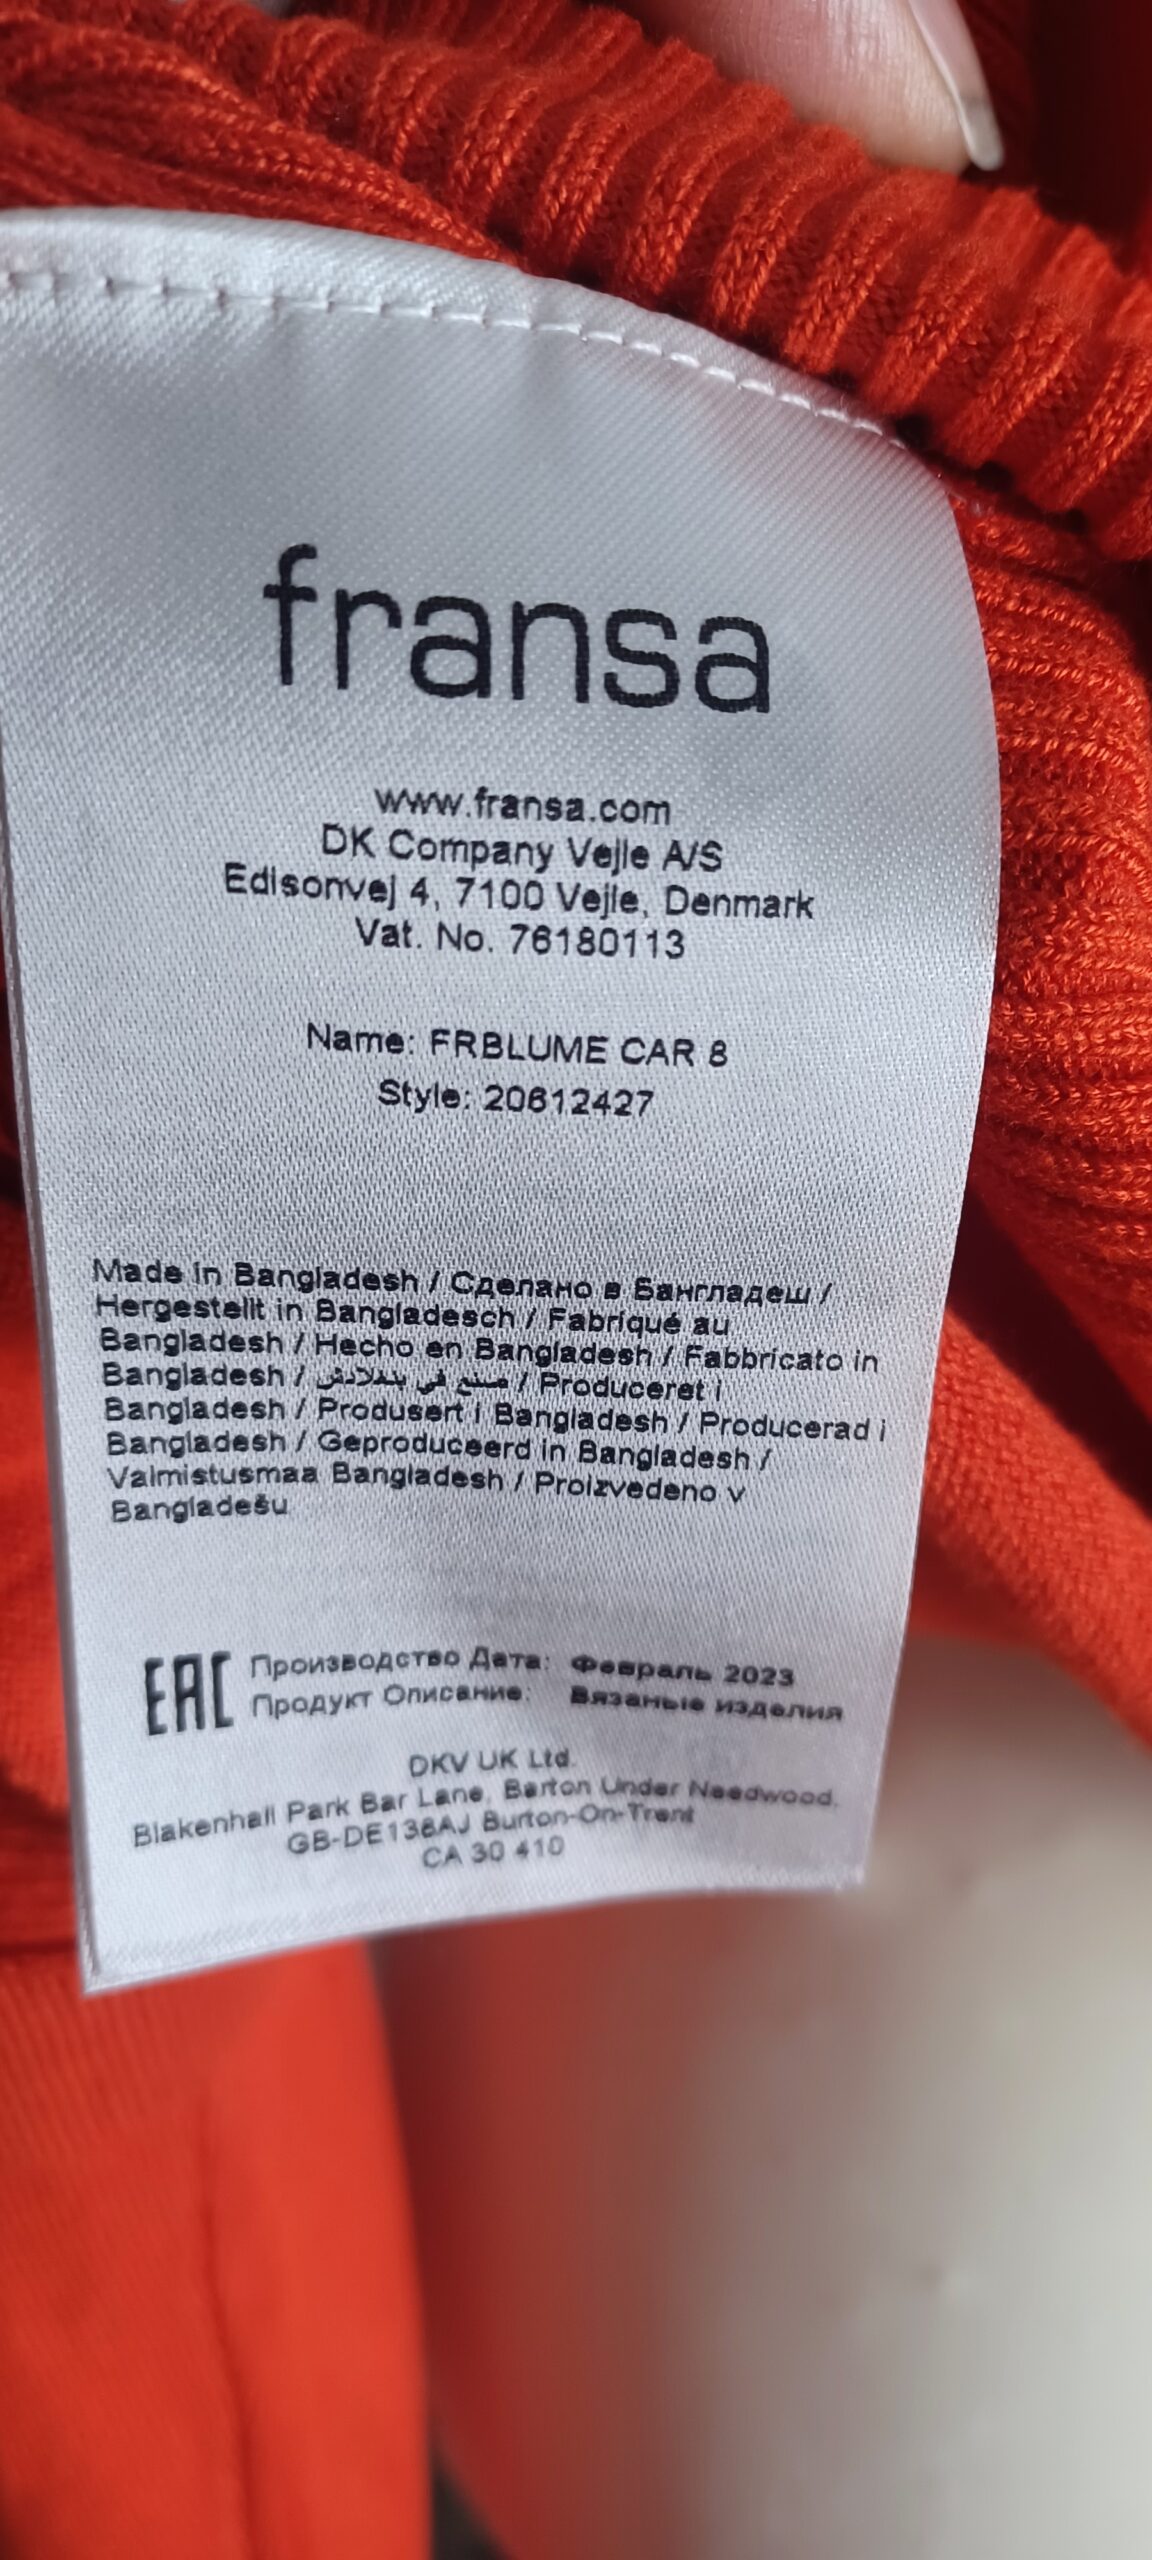 fransa
www.fransa.com
DK Company Vejle A/S
Edisonvej 4, 7100 Vejle, Denmark
Vat. No. 76180113
Name: FRBLUME CAR 8
Style: 20612427
Made in Bangladesh / Сделано в Бангладеш /
Hergestellt in Bangladesch / Fabriqué au
Bangladesh / Hecho en Bangladesh / Fabbricato in
Bangladesh / صنع في بنغلادش / Produceret i
Bangladesh / Produsert i Bangladesh / Producerad i
Bangladesh / Geproduceerd in Bangladesh /
Valmistusmaa Bangladesh / Proizvedeno v
Bangladešu
EAC Производство Дата: Февраль 2023
Продукт Описание: Вязаные изделия
DKV UK Ltd.
Blakenhall Park Bar Lane, Barton Under Needwood.
GB-DE138AJ Burton-On-Trent
CA 30 410